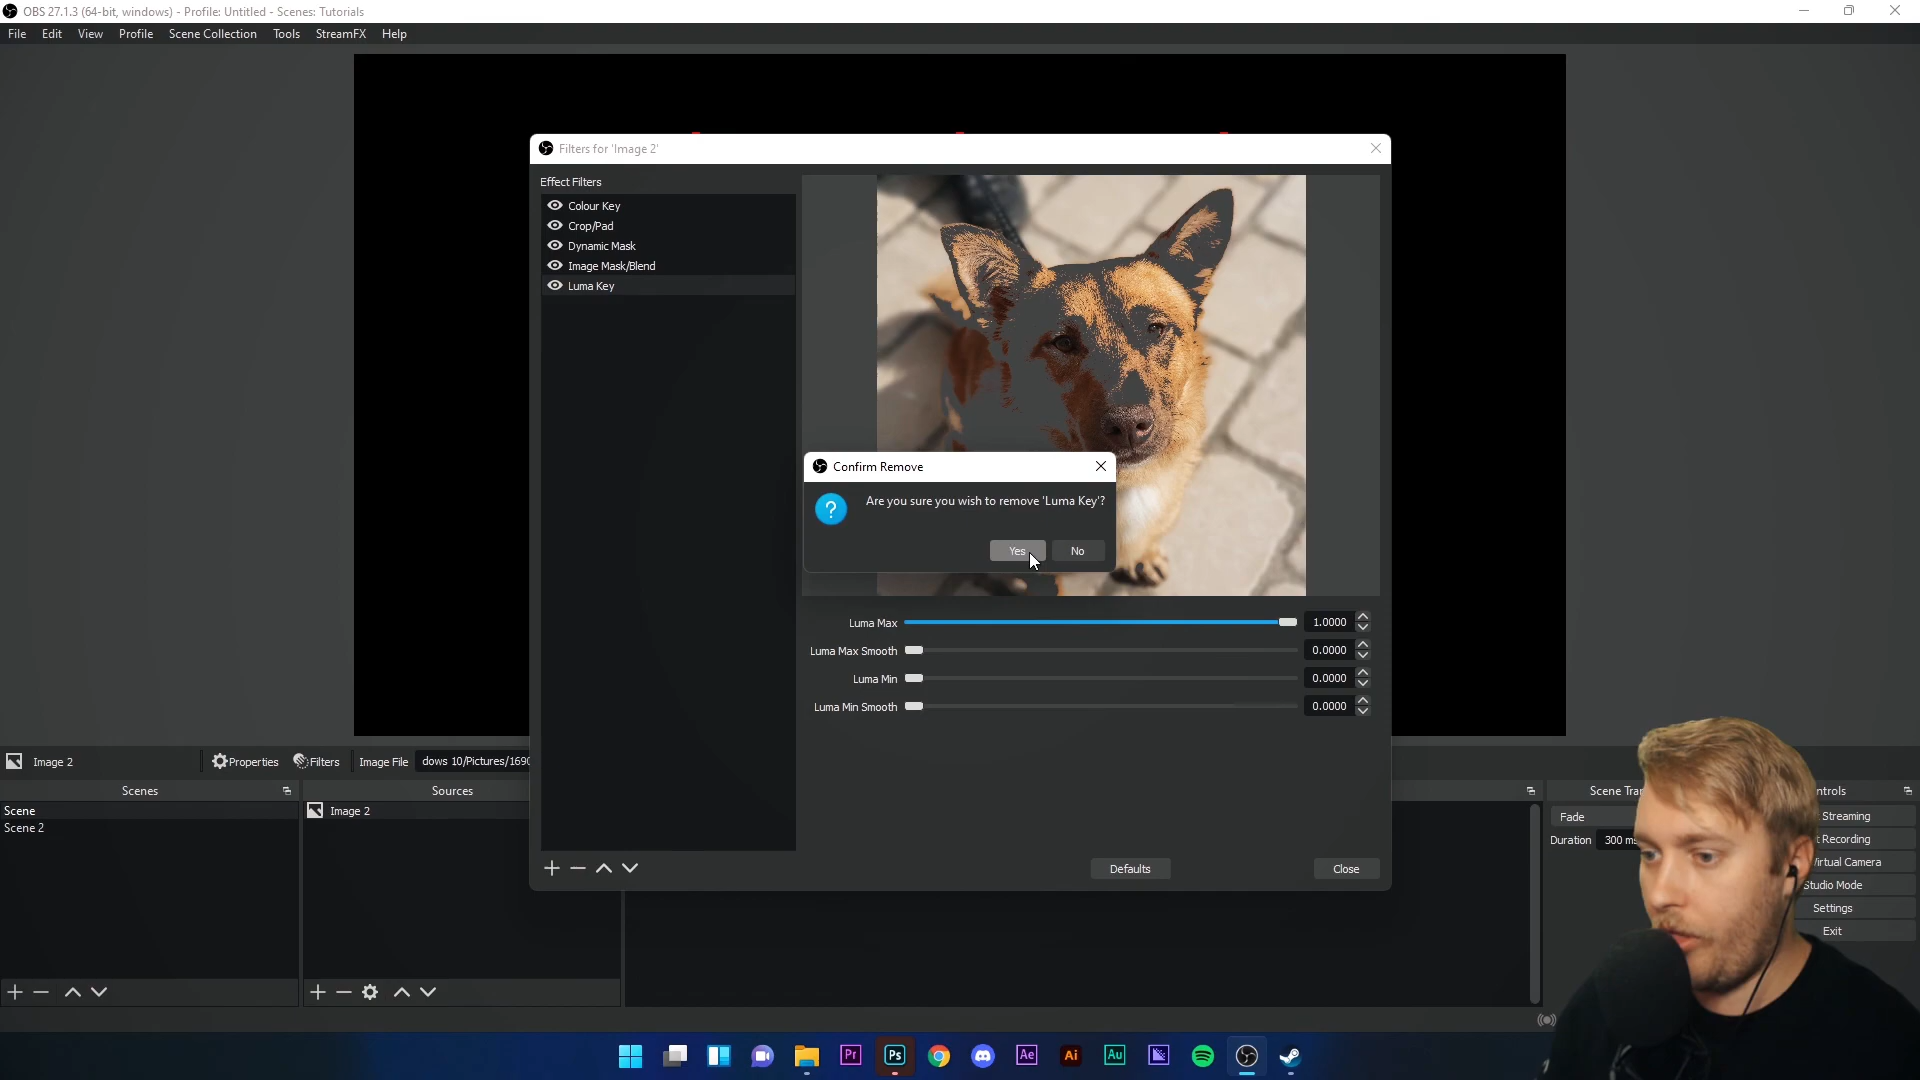 OBS 27.1.3 (64-bit, windows) - Profile: Untitled - Scenes: Tutorials
File Edit View Profile Scene Collection Tools StreamFX Help
Filters for 'Image 2'
Effect Filters
Colour Key
Crop/Pad
Dynamic Mask
Image Mask/Blend
Luma Key
Confirm Remove
Are you sure you wish to remove 'Luma Key'?
Yes No
Luma Max 1.0000
Luma Max Smooth 0.0000
Luma Min 0.0000
Luma Min Smooth 0.0000
Defaults Close
Image 2 Properties Filters Image File dows 10/Pictures/1690
Scenes Sources Scene Tran ntrols
Scene
Scene 2
Image 2
Fade
Duration 300 ms
Streaming
t Recording
Virtual Camera
Studio Mode
Settings
Exit
Pr Ps Ae Ai Au